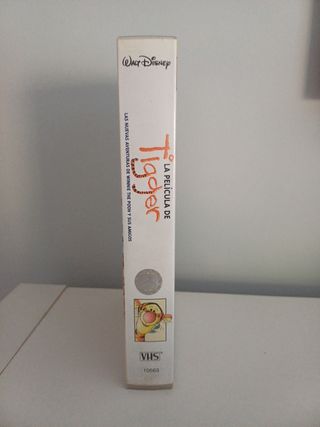 Walt Disney
LA PELÍCULA DE
Tigger
LAS NUEVAS AVENTURAS DE WINNIE THE POOH Y SUS AMIGOS
VHS